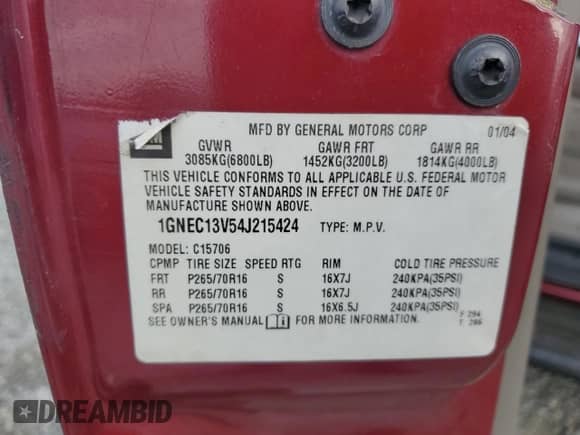 GM
MFD BY GENERAL MOTORS CORP 01/04
GVWR GAWR FRT GAWR RR
3085KG(6800LB) 1452KG(3200LB) 1814KG(4000LB)
THIS VEHICLE CONFORMS TO ALL APPLICABLE U.S. FEDERAL MOTOR
VEHICLE SAFETY STANDARDS IN EFFECT ON THE DATE OF
MANUFACTURE SHOWN ABOVE.
1GNEC13V54J215424 TYPE: M.P.V.
MODEL: C15706
CPMP TIRE SIZE SPEED RTG RIM COLD TIRE PRESSURE
FRT P265/70R16 S 16X7J 240KPA(35PSI)
RR P265/70R16 S 16X7J 240KPA(35PSI)
SPA P265/70R16 S 16X6.5J 240KPA(35PSI)
SEE OWNER'S MANUAL FOR MORE INFORMATION.
F 294
T 286
DREAMBID